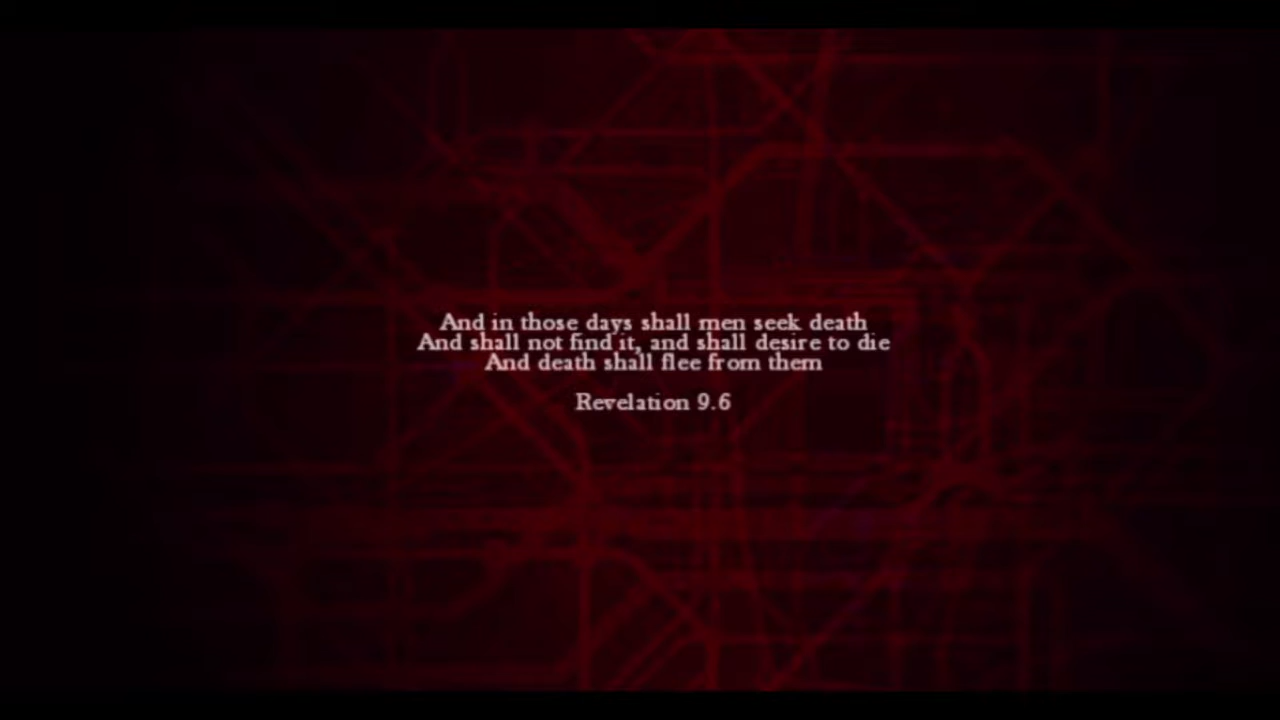 And in those days shall men seek death
And shall not find it, and shall desire to die
And death shall flee from them
Revelation 9.6